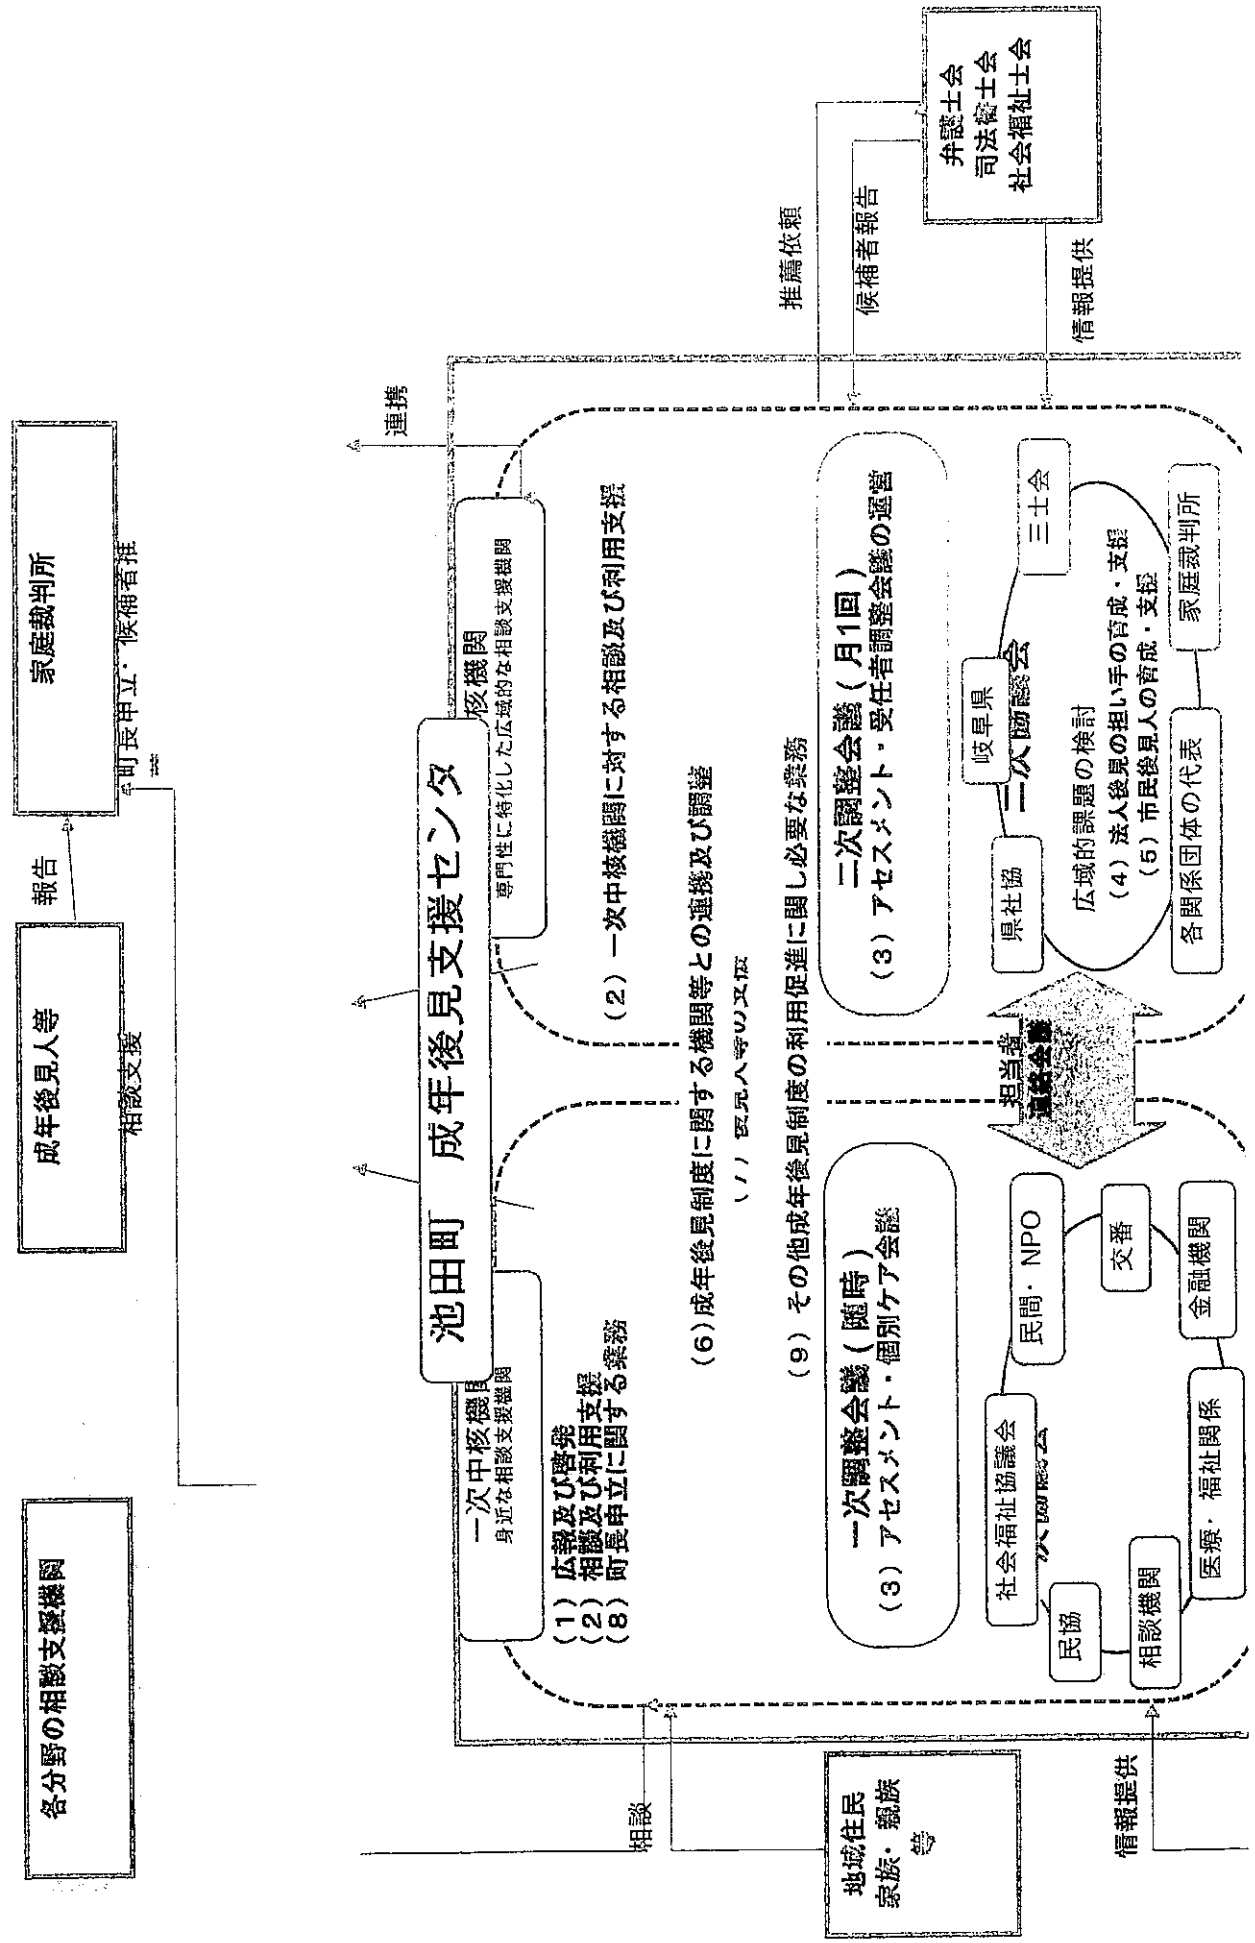 各分野の相談支援機関
成年後見人等
相談支援
報告
家庭裁判所
町長申立・候補者推
連携
池田町　成年後見支援センタ
一次中核機関
身近な相談支援機関
核機関
専門性に特化した広域的な相談支援機関
(1) 広報及び啓発
(2) 相談及び利用支援
(8) 町長申立に関する業務
(2) 一次中核機関に対する相談及び利用支援
(6)成年後見制度に関する機関等との連携及び調整
(9) その他成年後見制度の利用促進に関し必要な業務
相談
地域住民
家族・親族
等
情報提供
一次調整会議(随時)
(3) アセスメント・個別ケア会議
二次調整会議(月1回)
(3) アセスメント・受任者調整会議の運営
社会福祉協議会
民間・NPO
交番
金融機関
医療・福祉関係
相談機関
民協
担当者
連絡会議
県社協
岐阜県
三士会
広域的課題の検討
(4) 法人後見の担い手の育成・支援
(5) 市民後見人の育成・支援
各関係団体の代表
家庭裁判所
推薦依頼
候補者報告
情報提供
弁護士会
司法書士会
社会福祉士会